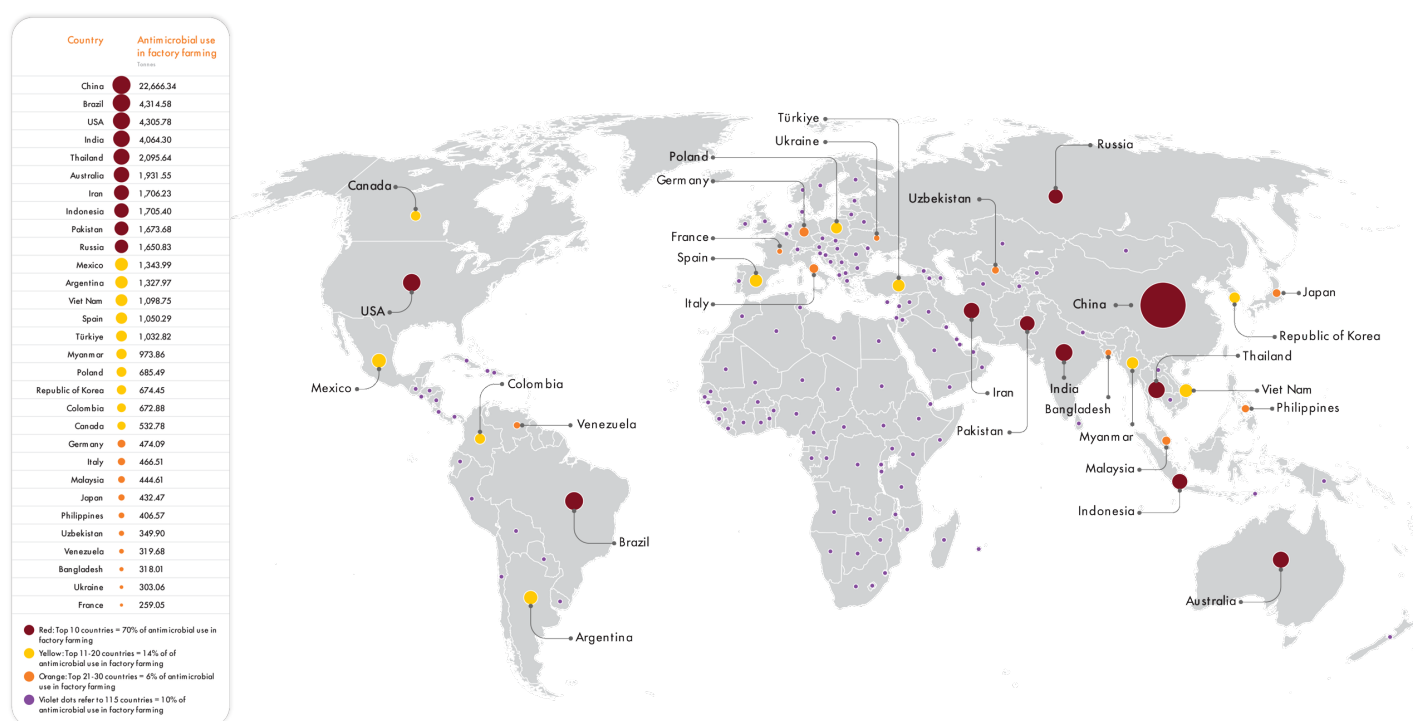 Country Antimicrobial use
in factory farming
Tonnes
China 22,666.34
Brazil 4,314.58
USA 4,305.78
India 4,064.30
Thailand 2,095.64
Australia 1,931.55
Iran 1,706.23
Indonesia 1,705.40
Pakistan 1,673.68
Russia 1,650.83
Mexico 1,343.99
Argentina 1,327.97
Viet Nam 1,098.75
Spain 1,050.29
Türkiye 1,032.82
Myanmar 973.86
Poland 685.49
Republic of Korea 674.45
Colombia 672.88
Canada 532.78
Germany 474.09
Italy 466.51
Malaysia 444.61
Japan 432.47
Philippines 406.57
Uzbekistan 349.90
Venezuela 319.68
Bangladesh 318.01
Ukraine 303.06
France 259.05
Red: Top 10 countries = 70% of antimicrobial use in
factory farming
Yellow: Top 11-20 countries = 14% of of
antimicrobial use in factory farming
Orange: Top 21-30 countries = 6% of antimicrobial
use in factory farming
Violet dots refer to 115 countries = 10% of
antimicrobial use in factory farming
Türkiye
Ukraine
Russia
Poland
Germany
Canada
Uzbekistan
France
Spain
Japan
Italy
China
USA
Republic of Korea
Thailand
Colombia
Mexico
India
Iran
Viet Nam
Bangladesh
Philippines
Venezuela
Pakistan
Myanmar
Malaysia
Indonesia
Brazil
Australia
Argentina